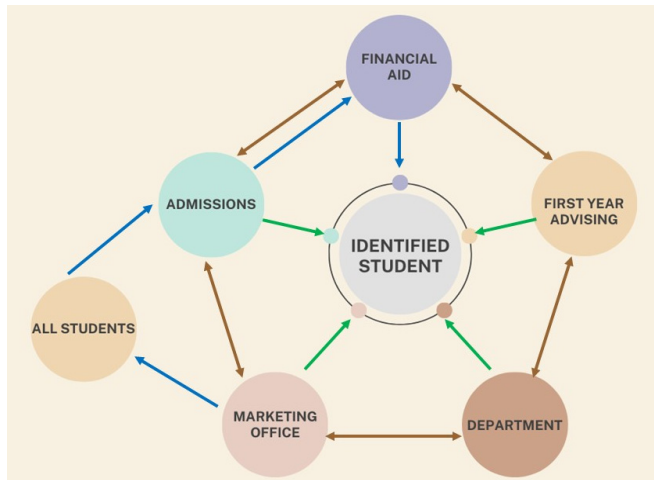 FINANCIAL
AID
ADMISSIONS
FIRST YEAR
ADVISING
IDENTIFIED
STUDENT
ALL STUDENTS
MARKETING
OFFICE
DEPARTMENT